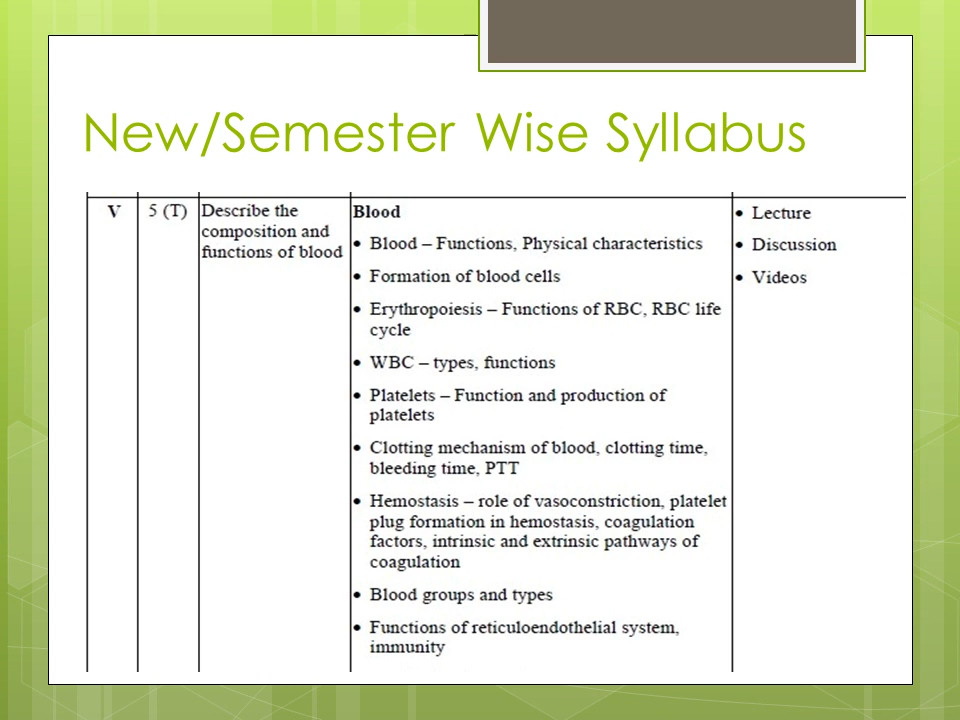 New/Semester Wise Syllabus
V
5 (T)
Describe the
composition and
functions of blood
Blood
• Blood – Functions, Physical characteristics
• Formation of blood cells
• Erythropoiesis – Functions of RBC, RBC life
cycle
• WBC – types, functions
• Platelets – Function and production of
platelets
• Clotting mechanism of blood, clotting time,
bleeding time, PTT
• Hemostasis – role of vasoconstriction, platelet
plug formation in hemostasis, coagulation
factors, intrinsic and extrinsic pathways of
coagulation
• Blood groups and types
• Functions of reticuloendothelial system,
immunity
• Lecture
• Discussion
• Videos